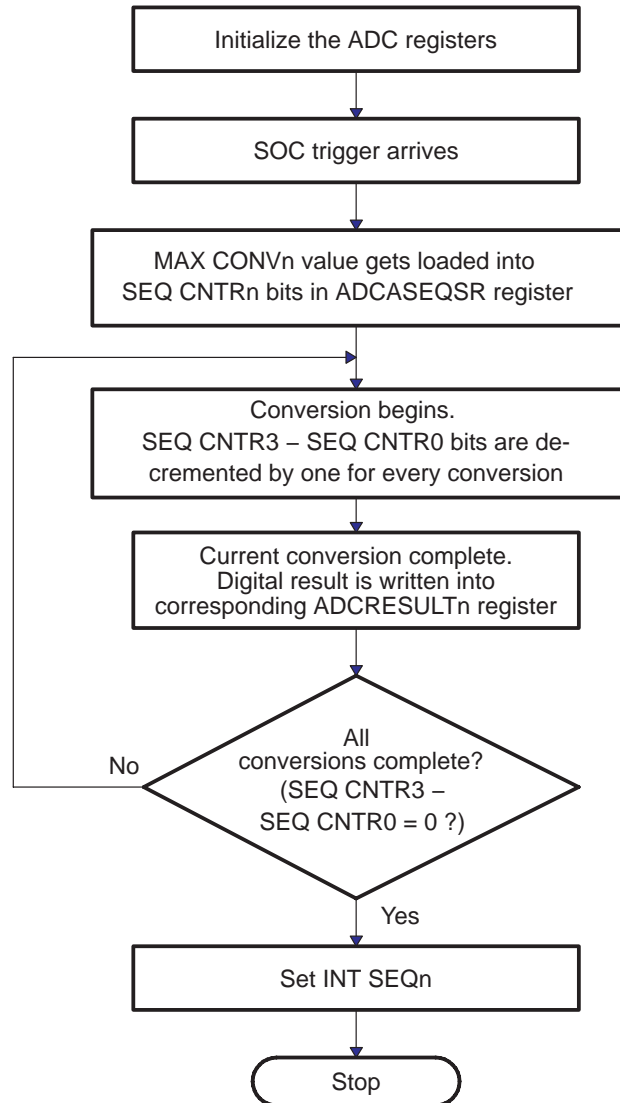 Initialize the ADC registers
SOC trigger arrives
MAX CONVn value gets loaded into
SEQ CNTRn bits in ADCASEQSR register
Conversion begins.
SEQ CNTR3 – SEQ CNTR0 bits are de-
cremented by one for every conversion
Current conversion complete.
Digital result is written into
corresponding ADCRESULTn register
All
conversions complete?
(SEQ CNTR3 –
SEQ CNTR0 = 0 ?)
No
Yes
Set INT SEQn
Stop